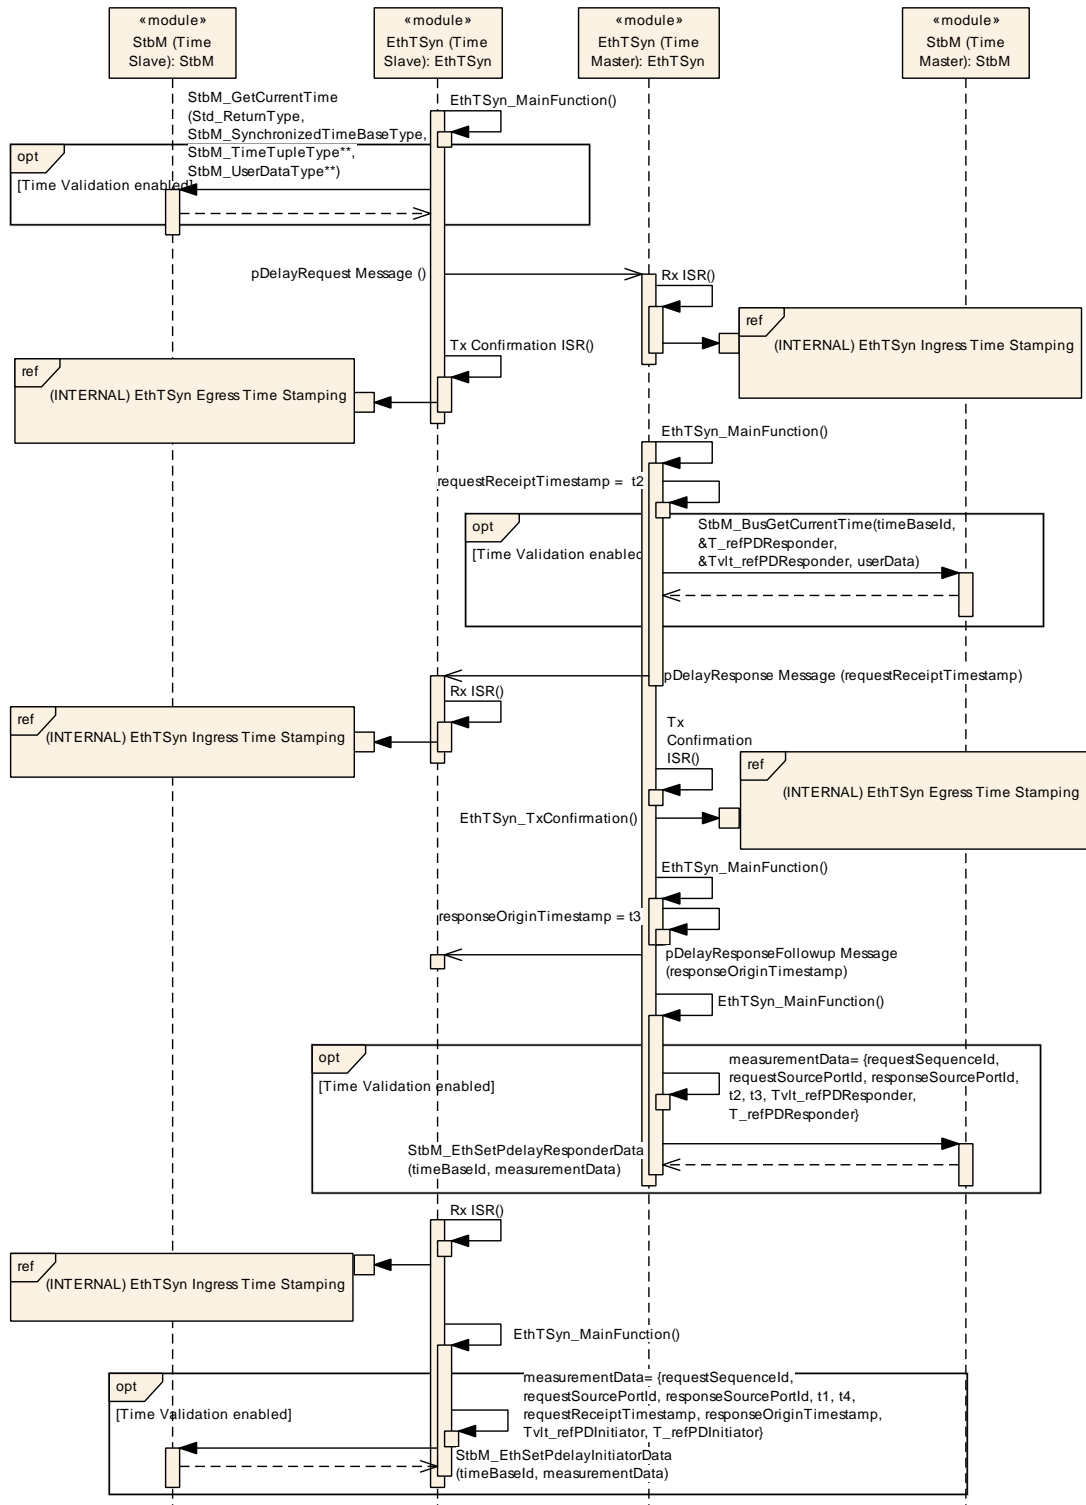 «module»
StbM (Time
Slave): StbM
«module»
EthTSyn (Time
Slave): EthTSyn
«module»
EthTSyn (Time
Master): EthTSyn
«module»
StbM (Time
Master): StbM
StbM_GetCurrentTime
(Std_ReturnType,
StbM_SynchronizedTimeBaseType,
StbM_TimeTupleType**,
StbM_UserDataType**)
EthTSyn_MainFunction()
opt
[Time Validation enabled]
pDelayRequest Message ()
Rx ISR()
ref
(INTERNAL) EthTSyn Ingress Time Stamping
Tx Confirmation ISR()
ref
(INTERNAL) EthTSyn Egress Time Stamping
EthTSyn_MainFunction()
requestReceiptTimestamp = t2
opt
[Time Validation enabled
StbM_BusGetCurrentTime(timeBaseId,
&T_refPDResponder,
&Tvlt_refPDResponder, userData)
pDelayResponse Message (requestReceiptTimestamp)
Rx ISR()
ref
(INTERNAL) EthTSyn Ingress Time Stamping
Tx
Confirmation
ISR()
ref
(INTERNAL) EthTSyn Egress Time Stamping
EthTSyn_TxConfirmation()
EthTSyn_MainFunction()
responseOriginTimestamp = t3
pDelayResponseFollowup Message
(responseOriginTimestamp)
EthTSyn_MainFunction()
opt
[Time Validation enabled]
measurementData= {requestSequenceId,
requestSourcePortId, responseSourcePortId,
t2, t3, Tvlt_refPDResponder,
T_refPDResponder}
StbM_EthSetPdelayResponderData
(timeBaseId, measurementData)
Rx ISR()
ref
(INTERNAL) EthTSyn Ingress Time Stamping
EthTSyn_MainFunction()
opt
[Time Validation enabled]
measurementData= {requestSequenceId,
requestSourcePortId, responseSourcePortId, t1, t4,
requestReceiptTimestamp, responseOriginTimestamp,
Tvlt_refPDInitiator, T_refPDInitiator}
StbM_EthSetPdelayInitiatorData
(timeBaseId, measurementData)